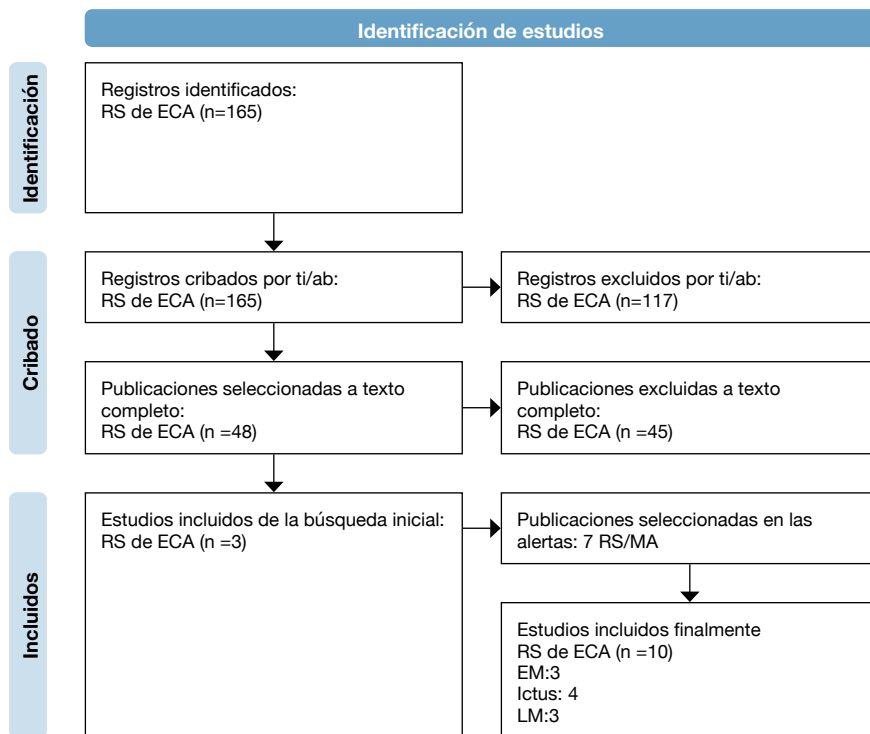 Identificación de estudios
Identificación
Registros identificados:
RS de ECA (n=165)
Cribado
Registros cribados por ti/ab:
RS de ECA (n=165)
Registros excluidos por ti/ab:
RS de ECA (n=117)
Publicaciones seleccionadas a texto
completo:
RS de ECA (n =48)
Publicaciones excluidas a texto
completo:
RS de ECA (n =45)
Incluidos
Estudios incluidos de la búsqueda inicial:
RS de ECA (n =3)
Publicaciones seleccionadas en las
alertas: 7 RS/MA
Estudios incluidos finalmente
RS de ECA (n =10)
EM:3
Ictus: 4
LM:3